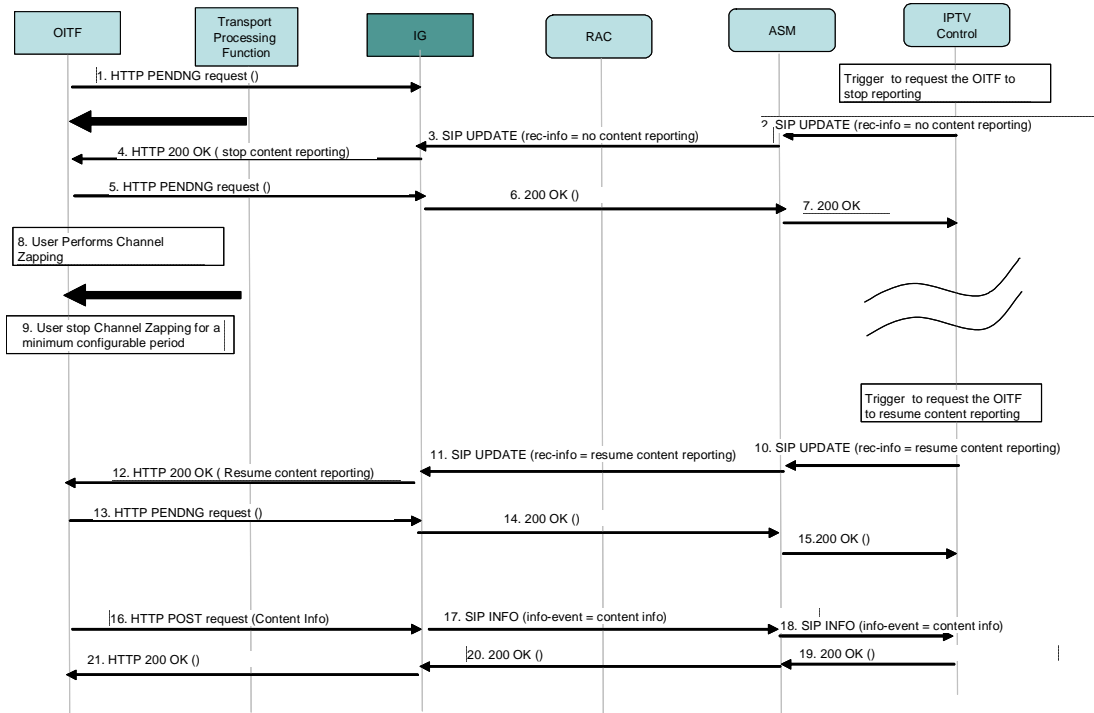 OITF
Transport
Processing
Function
IG
RAC
ASM
IPTV
Control
1. HTTP PENDNG request ()
Trigger to request the OITF to
stop reporting
2. SIP UPDATE (rec-info = no content reporting)
3. SIP UPDATE (rec-info = no content reporting)
4. HTTP 200 OK ( stop content reporting)
5. HTTP PENDNG request ()
6. 200 OK ()
7. 200 OK
8. User Performs Channel
Zapping
9. User stop Channel Zapping for a
minimum configurable period
Trigger to request the OITF
to resume content reporting
10. SIP UPDATE (rec-info = resume content reporting)
11. SIP UPDATE (rec-info = resume content reporting)
12. HTTP 200 OK ( Resume content reporting)
13. HTTP PENDNG request ()
14. 200 OK ()
15.200 OK ()
16. HTTP POST request (Content Info)
17. SIP INFO (info-event = content info)
18. SIP INFO (info-event = content info)
19. 200 OK ()
20. 200 OK ()
21. HTTP 200 OK ()